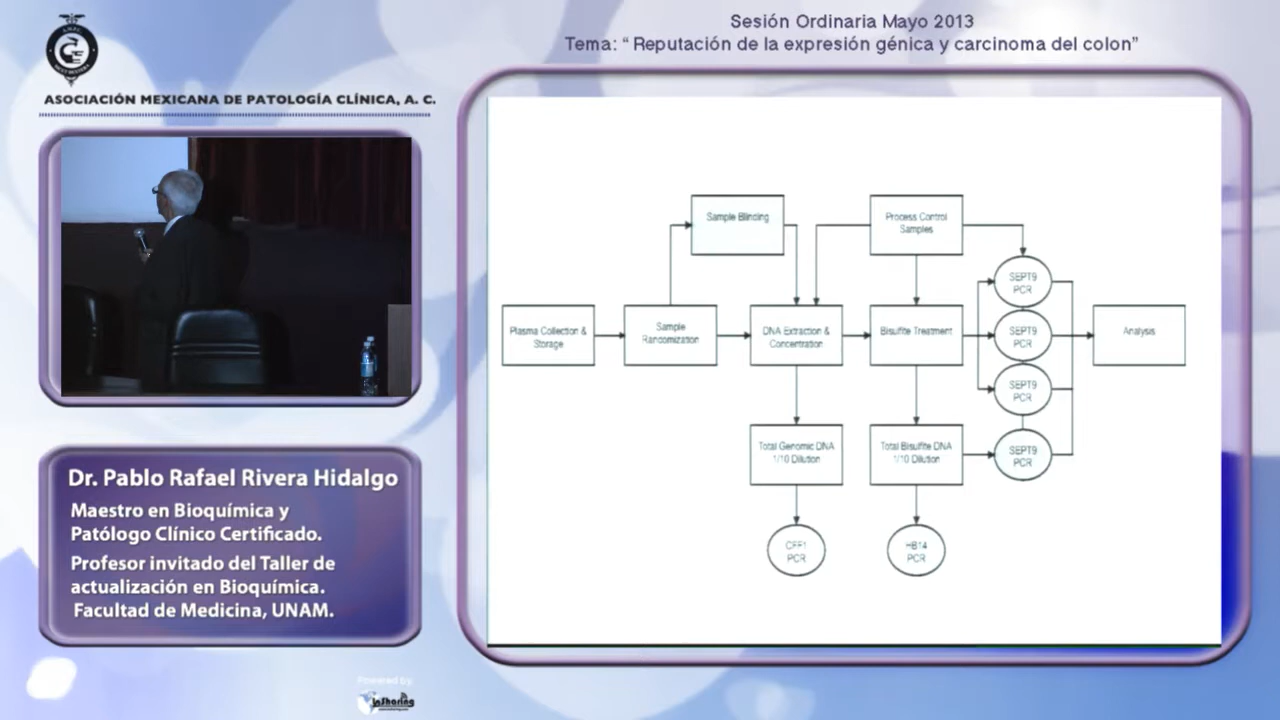 Sesión Ordinaria Mayo 2013
Tema: “ Reputación de la expresión génica y carcinoma del colon”
ASOCIACIÓN MEXICANA DE PATOLOGÍA CLÍNICA, A. C.
Sample Blinding
Process Control
Samples
SEPT9
PCR
Plasma Collection &
Storage
Sample
Randomization
DNA Extraction &
Concentration
Bisulfite Treatment
SEPT9
PCR
Analysis
SEPT9
PCR
Total Genomic DNA
1/10 Dilution
Total Bisulfite DNA
1/10 Dilution
SEPT9
PCR
PCR
HB14
PCR
Dr. Pablo Rafael Rivera Hidalgo
Maestro en Bioquímica y
Patólogo Clínico Certificado.
Profesor invitado del Taller de
actualización en Bioquímica.
Facultad de Medicina, UNAM.
Powered by:
InSharing